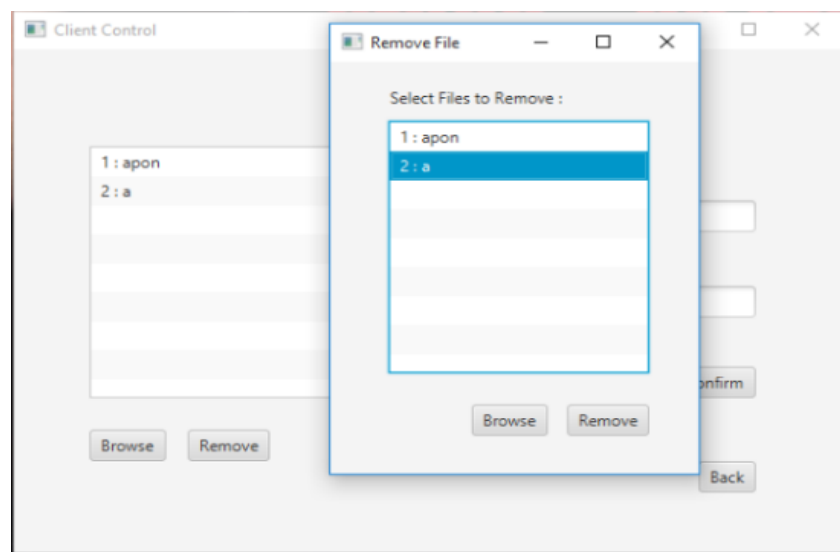 Client Control
1 : apon
2 : a
Browse
Remove
Remove File
Select Files to Remove :
1 : apon
2 : a
Browse
Remove
onfirm
Back